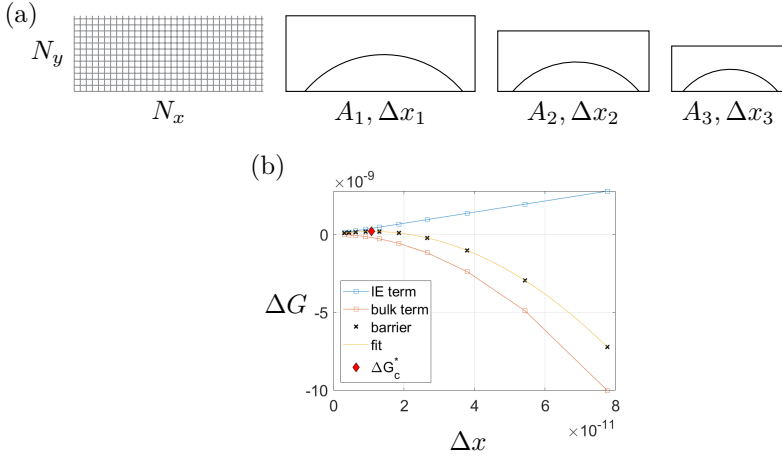 (a)
N_y
N_x
A_1, Δx_1
A_2, Δx_2
A_3, Δx_3
(b)
×10^-9
0
-5
-10
ΔG
IE term
bulk term
barrier
fit
ΔG_c^*
0 2 4 6 8
×10^-11
Δx